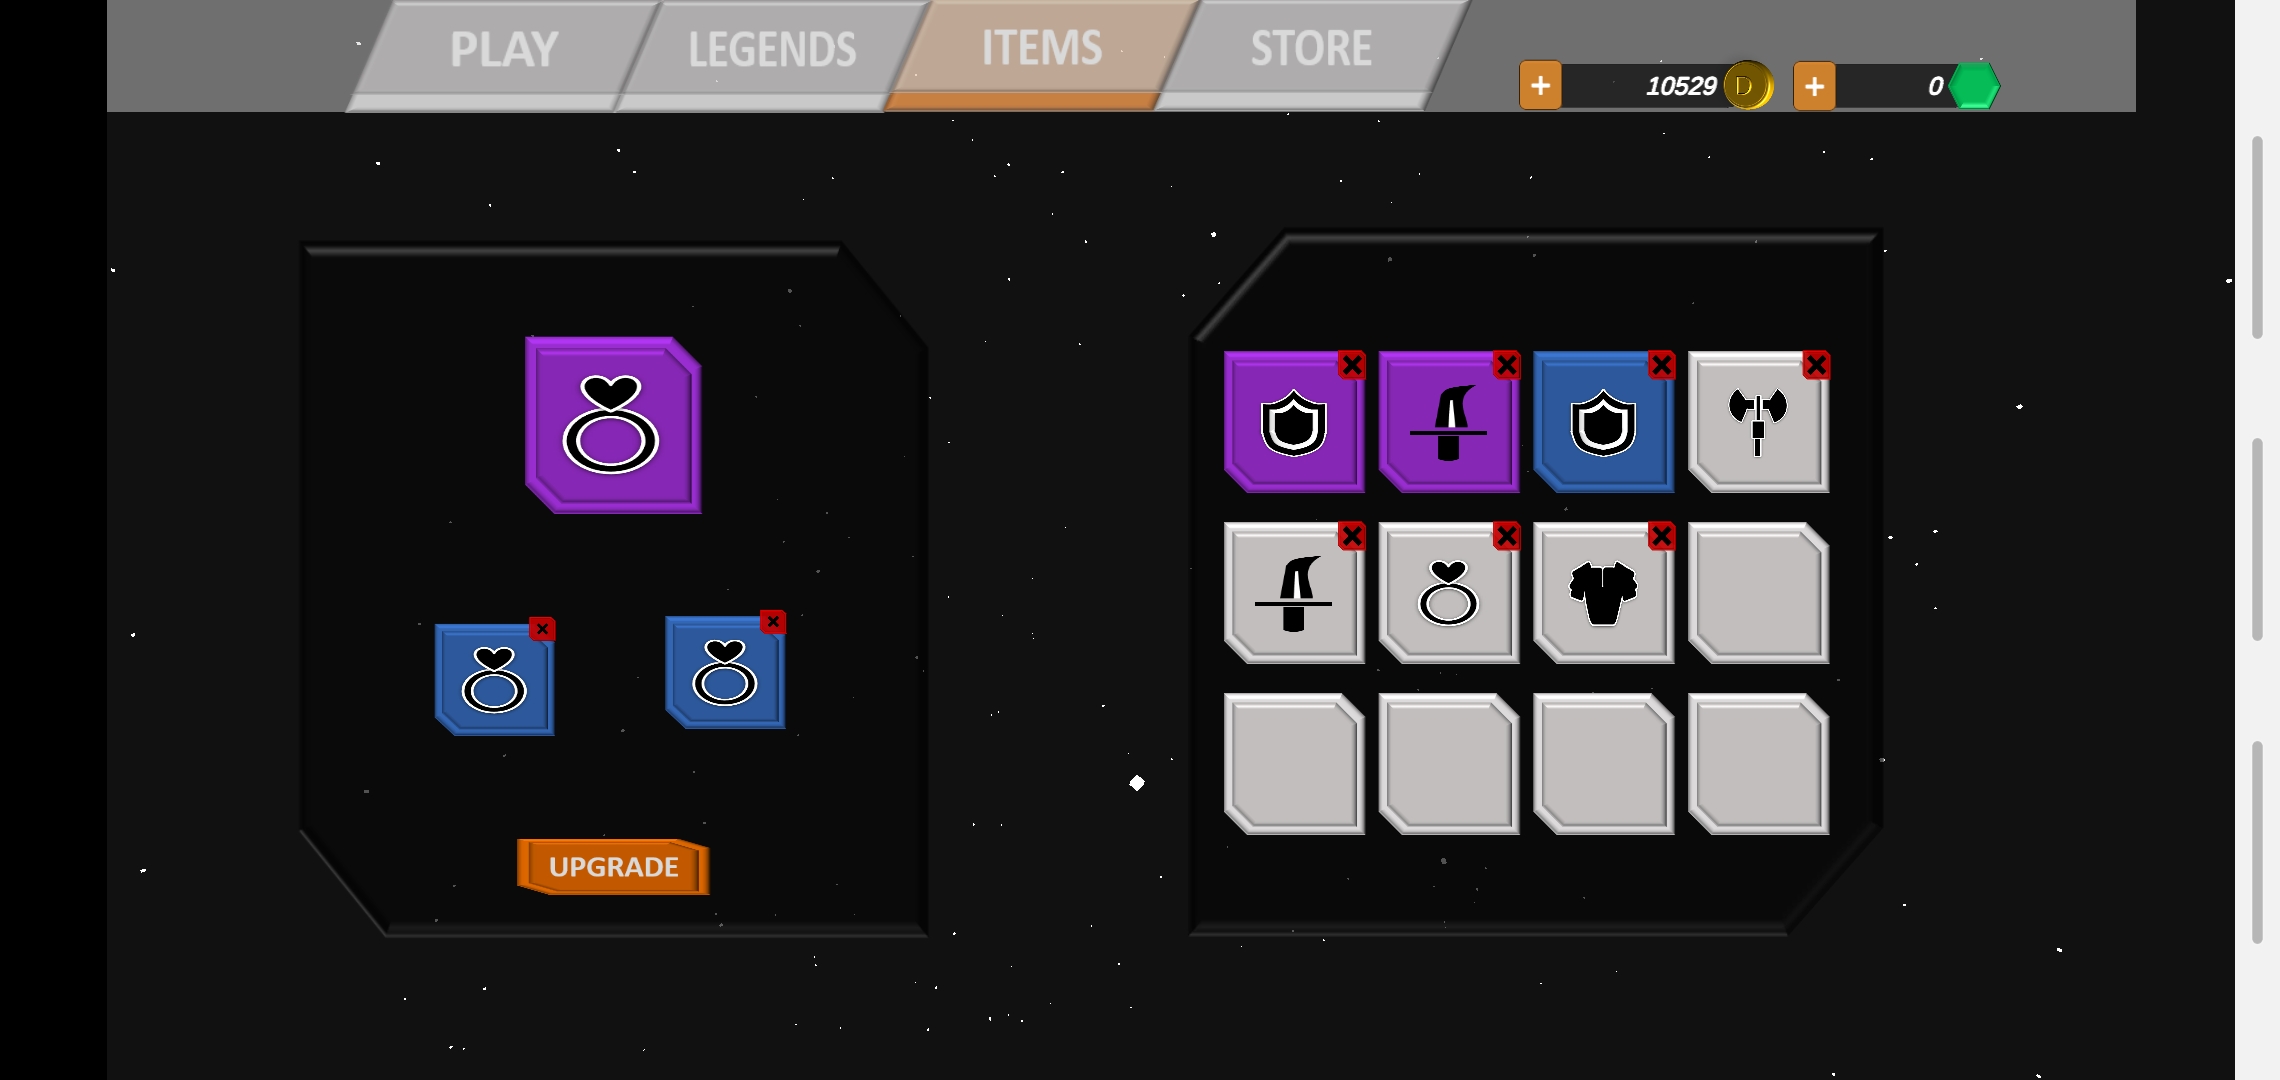 PLAY
LEGENDS
ITEMS
STORE
+ 10529 D
+ 0
UPGRADE